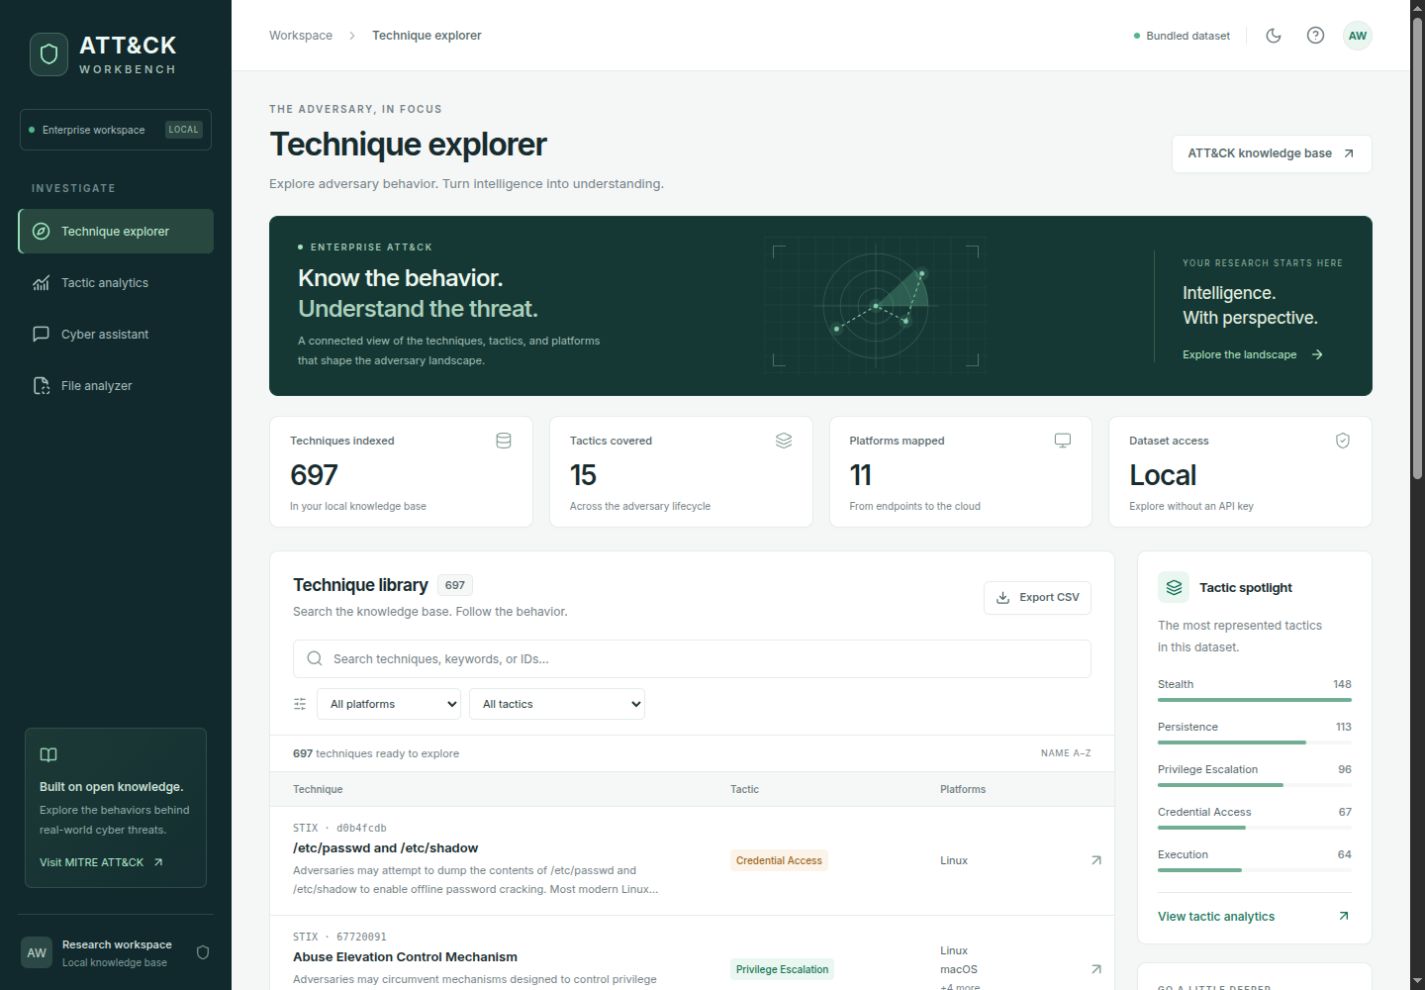 ATT&CK
WORKBENCH
Enterprise workspace
LOCAL
INVESTIGATE
Technique explorer
Tactic analytics
Cyber assistant
File analyzer
Built on open knowledge.
Explore the behaviors behind
real-world cyber threats.
Visit MITRE ATT&CK
AW
Research workspace
Local knowledge base
Workspace
Technique explorer
Bundled dataset
AW
THE ADVERSARY, IN FOCUS
Technique explorer
Explore adversary behavior. Turn intelligence into understanding.
ATT&CK knowledge base
ENTERPRISE ATT&CK
Know the behavior.
Understand the threat.
A connected view of the techniques, tactics, and platforms
that shape the adversary landscape.
YOUR RESEARCH STARTS HERE
Intelligence.
With perspective.
Explore the landscape
Techniques indexed
697
In your local knowledge base
Tactics covered
15
Across the adversary lifecycle
Platforms mapped
11
From endpoints to the cloud
Dataset access
Local
Explore without an API key
Technique library
697
Search the knowledge base. Follow the behavior.
Export CSV
Search techniques, keywords, or IDs...
All platforms
All tactics
697 techniques ready to explore
NAME A–Z
Technique
Tactic
Platforms
STIX · d0b4fcdb
/etc/passwd and /etc/shadow
Adversaries may attempt to dump the contents of /etc/passwd and
/etc/shadow to enable offline password cracking. Most modern Linux...
Credential Access
Linux
STIX · 67720091
Abuse Elevation Control Mechanism
Adversaries may circumvent mechanisms designed to control privilege
Privilege Escalation
Linux
macOS
+4 more
Tactic spotlight
The most represented tactics
in this dataset.
Stealth
148
Persistence
113
Privilege Escalation
96
Credential Access
67
Execution
64
View tactic analytics
GO A LITTLE DEEPER